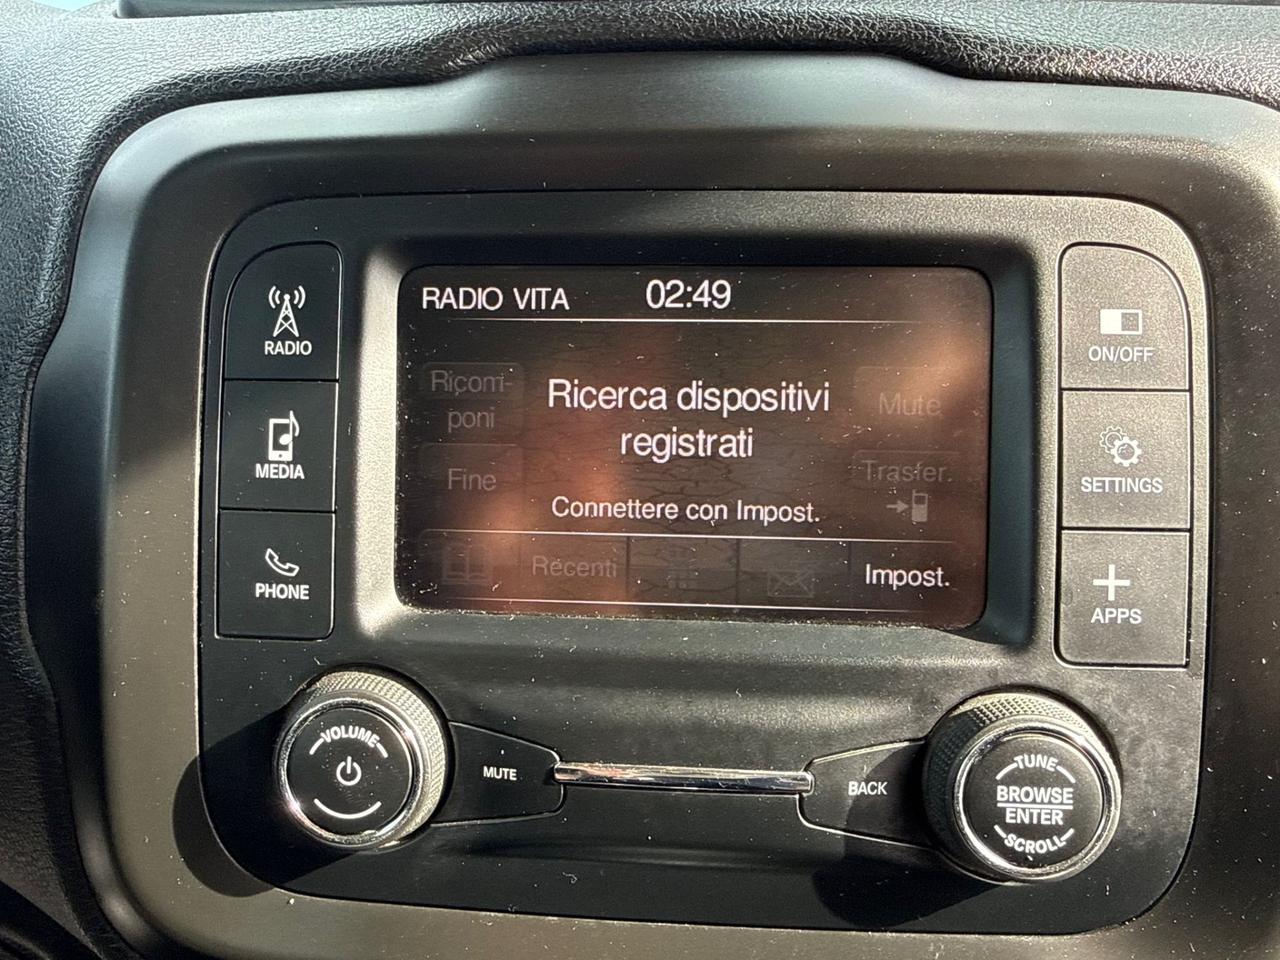 RADIO VITA 02:49
Ricom-
poni
Ricerca dispositivi
registrati
Mute
Fine
Trasfer.
Connettere con Impost.
Recenti
Impost.
RADIO
MEDIA
PHONE
ON/OFF
SETTINGS
APPS
VOLUME
MUTE
BACK
TUNE
BROWSE
ENTER
SCROLL